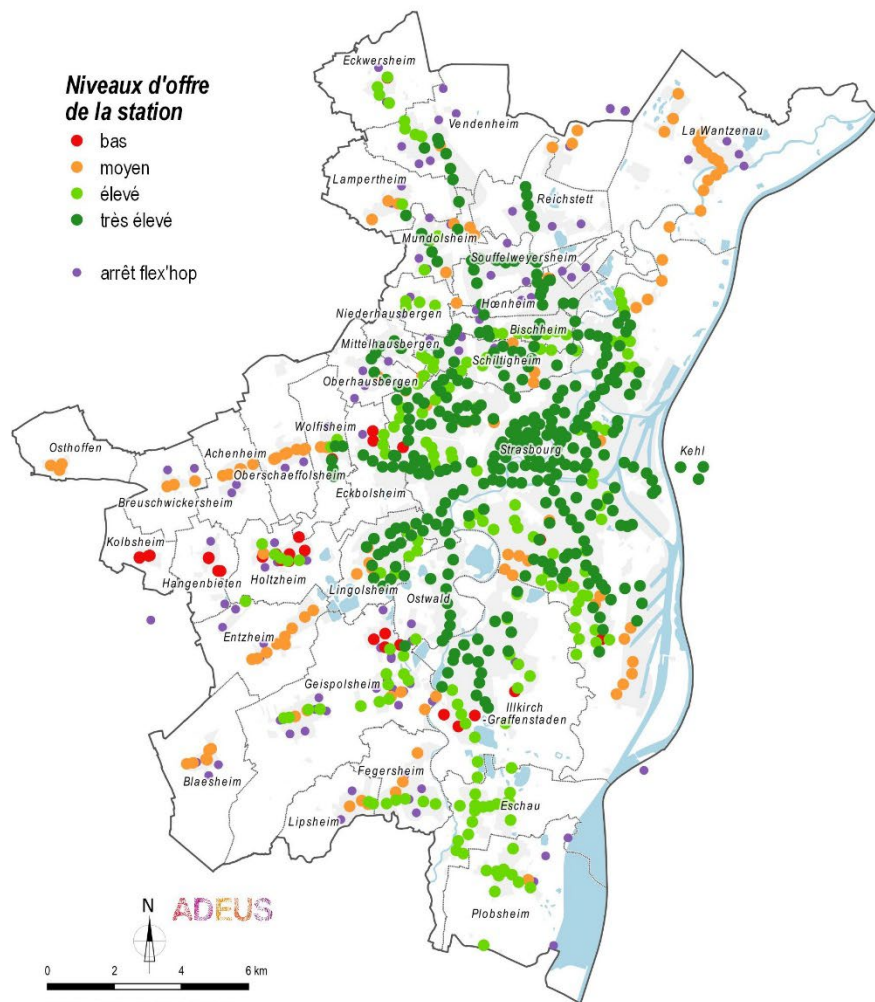 Niveaux d'offre
de la station
bas
moyen
élevé
très élevé
arrêt flex'hop
Eckwersheim
Vendenheim
La Wantzenau
Lampertheim
Reichstett
Mundolsheim
Souffelweyersheim
Hœnheim
Niederhausbergen
Bischheim
Mittelhausbergen
Schiltigheim
Oberhausbergen
Wolfisheim
Osthoffen
Achenheim
Strasbourg
Kehl
Oberschaeffolsheim
Eckbolsheim
Breuschwickersheim
Kolbsheim
Hangenbieten
Holtzheim
Lingolsheim
Ostwald
Entzheim
Geispolsheim
Illkirch
-Graffenstaden
Blaesheim
Fegersheim
Lipsheim
Eschau
Plobsheim
N
ADEUS
0 2 4 6 km